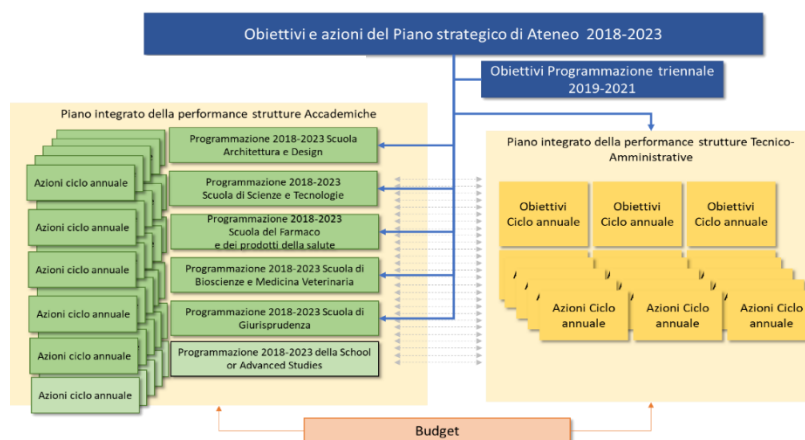 Obiettivi e azioni del Piano strategico di Ateneo 2018-2023
Obiettivi Programmazione triennale
2019-2021
Piano integrato della performance strutture Accademiche
Programmazione 2018-2023 Scuola
Architettura e Design
Azioni ciclo annuale
Programmazione 2018-2023
Scuola di Scienze e Tecnologie
Azioni ciclo annuale
Programmazione 2018-2023
Scuola del Farmaco
e dei prodotti della salute
Azioni ciclo annuale
Programmazione 2018-2023 Scuola di
Bioscienze e Medicina Veterinaria
Azioni ciclo annuale
Programmazione 2018-2023 Scuola di
Giurisprudenza
Azioni ciclo annuale
Programmazione 2018-2023 della School
or Advanced Studies
Azioni ciclo annuale
Piano integrato della performance strutture Tecnico-
Amministrative
Obiettivi
Ciclo annuale
Obiettivi
Ciclo annuale
Obiettivi
Ciclo annuale
Azioni Ciclo
annuale
Azioni Ciclo
annuale
Azioni Ciclo
annuale
Budget